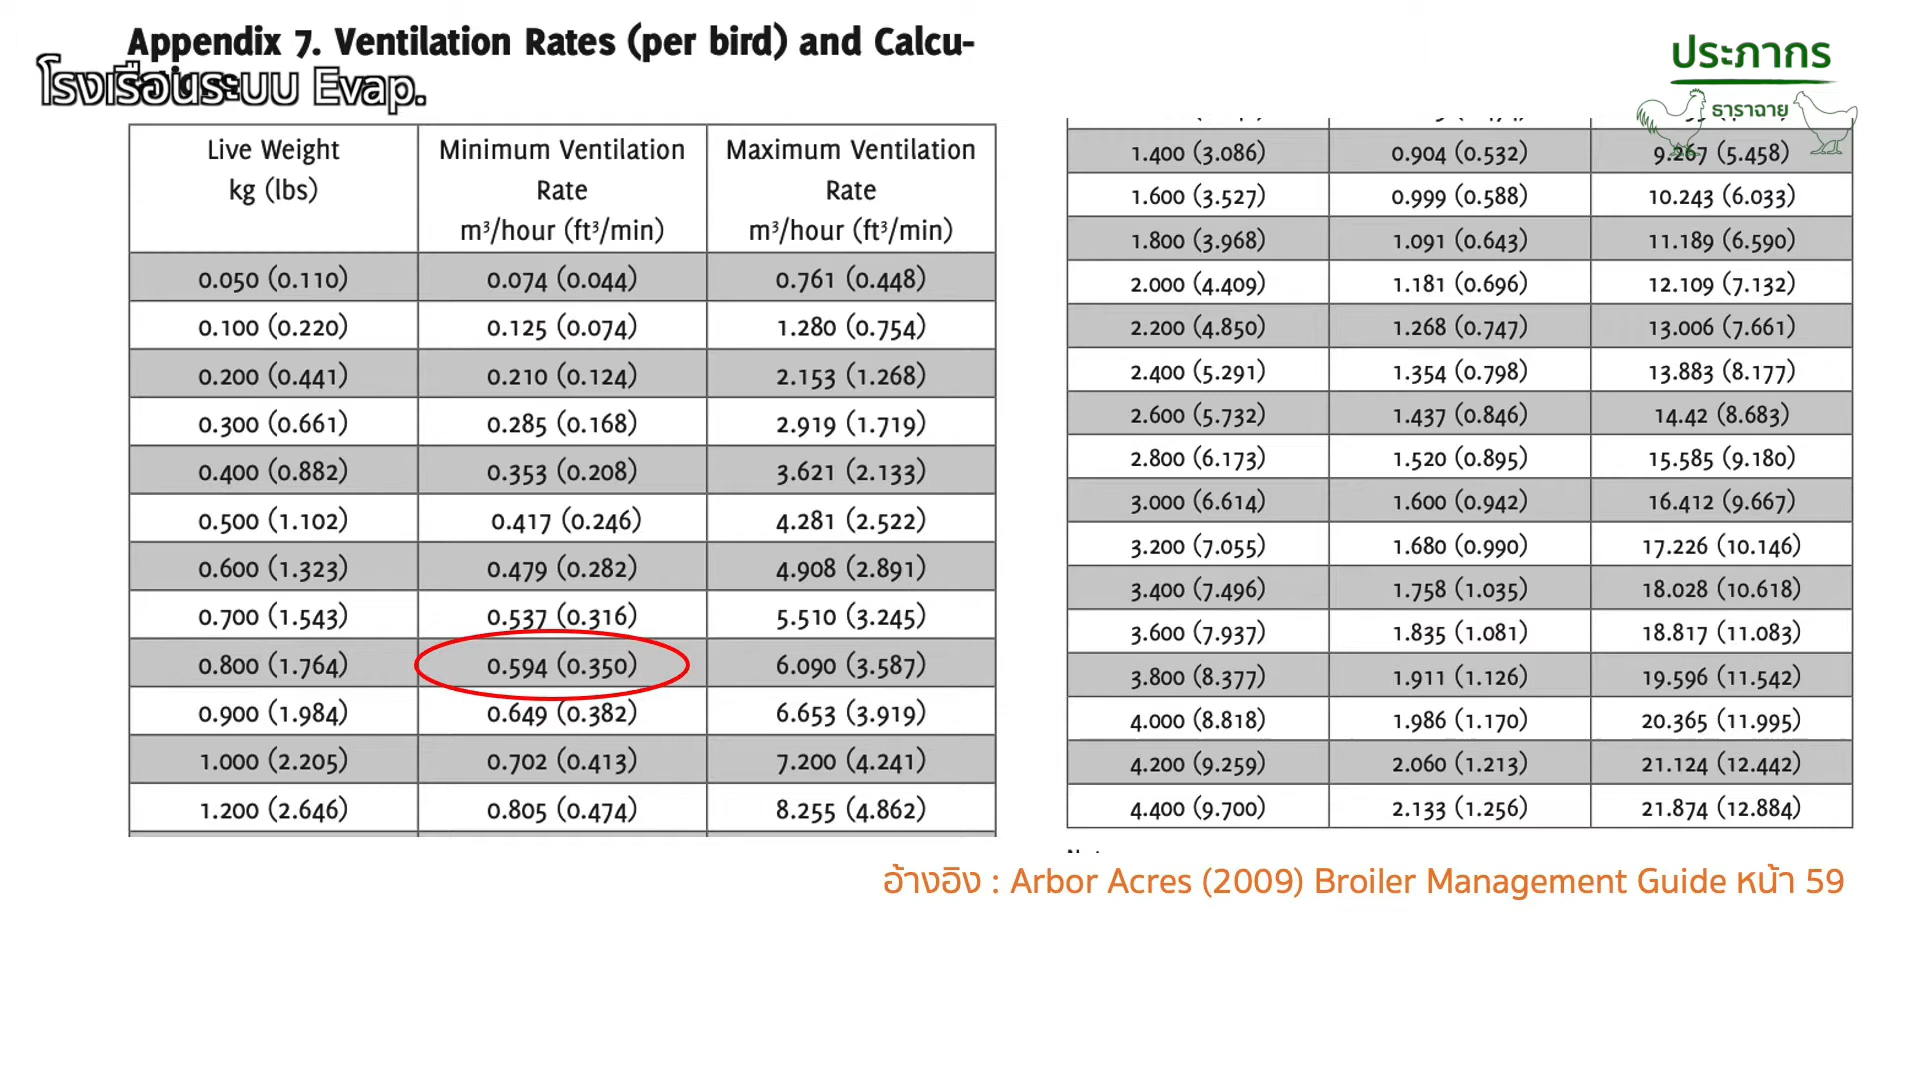 Appendix 7. Ventilation Rates (per bird) and Calcu-
โรงเรือนระบบ Evap.
ประภากร
ธาราฉาย
Live Weight Minimum Ventilation Maximum Ventilation
kg (lbs) Rate Rate
m³/hour (ft³/min) m³/hour (ft³/min)
0.050 (0.110) 0.074 (0.044) 0.761 (0.448)
0.100 (0.220) 0.125 (0.074) 1.280 (0.754)
0.200 (0.441) 0.210 (0.124) 2.153 (1.268)
0.300 (0.661) 0.285 (0.168) 2.919 (1.719)
0.400 (0.882) 0.353 (0.208) 3.621 (2.133)
0.500 (1.102) 0.417 (0.246) 4.281 (2.522)
0.600 (1.323) 0.479 (0.282) 4.908 (2.891)
0.700 (1.543) 0.537 (0.316) 5.510 (3.245)
0.800 (1.764) 0.594 (0.350) 6.090 (3.587)
0.900 (1.984) 0.649 (0.382) 6.653 (3.919)
1.000 (2.205) 0.702 (0.413) 7.200 (4.241)
1.200 (2.646) 0.805 (0.474) 8.255 (4.862)
1.400 (3.086) 0.904 (0.532) 9.267 (5.458)
1.600 (3.527) 0.999 (0.588) 10.243 (6.033)
1.800 (3.968) 1.091 (0.643) 11.189 (6.590)
2.000 (4.409) 1.181 (0.696) 12.109 (7.132)
2.200 (4.850) 1.268 (0.747) 13.006 (7.661)
2.400 (5.291) 1.354 (0.798) 13.883 (8.177)
2.600 (5.732) 1.437 (0.846) 14.42 (8.683)
2.800 (6.173) 1.520 (0.895) 15.585 (9.180)
3.000 (6.614) 1.600 (0.942) 16.412 (9.667)
3.200 (7.055) 1.680 (0.990) 17.226 (10.146)
3.400 (7.496) 1.758 (1.035) 18.028 (10.618)
3.600 (7.937) 1.835 (1.081) 18.817 (11.083)
3.800 (8.377) 1.911 (1.126) 19.596 (11.542)
4.000 (8.818) 1.986 (1.170) 20.365 (11.995)
4.200 (9.259) 2.060 (1.213) 21.124 (12.442)
4.400 (9.700) 2.133 (1.256) 21.874 (12.884)
อ้างอิง : Arbor Acres (2009) Broiler Management Guide หน้า 59